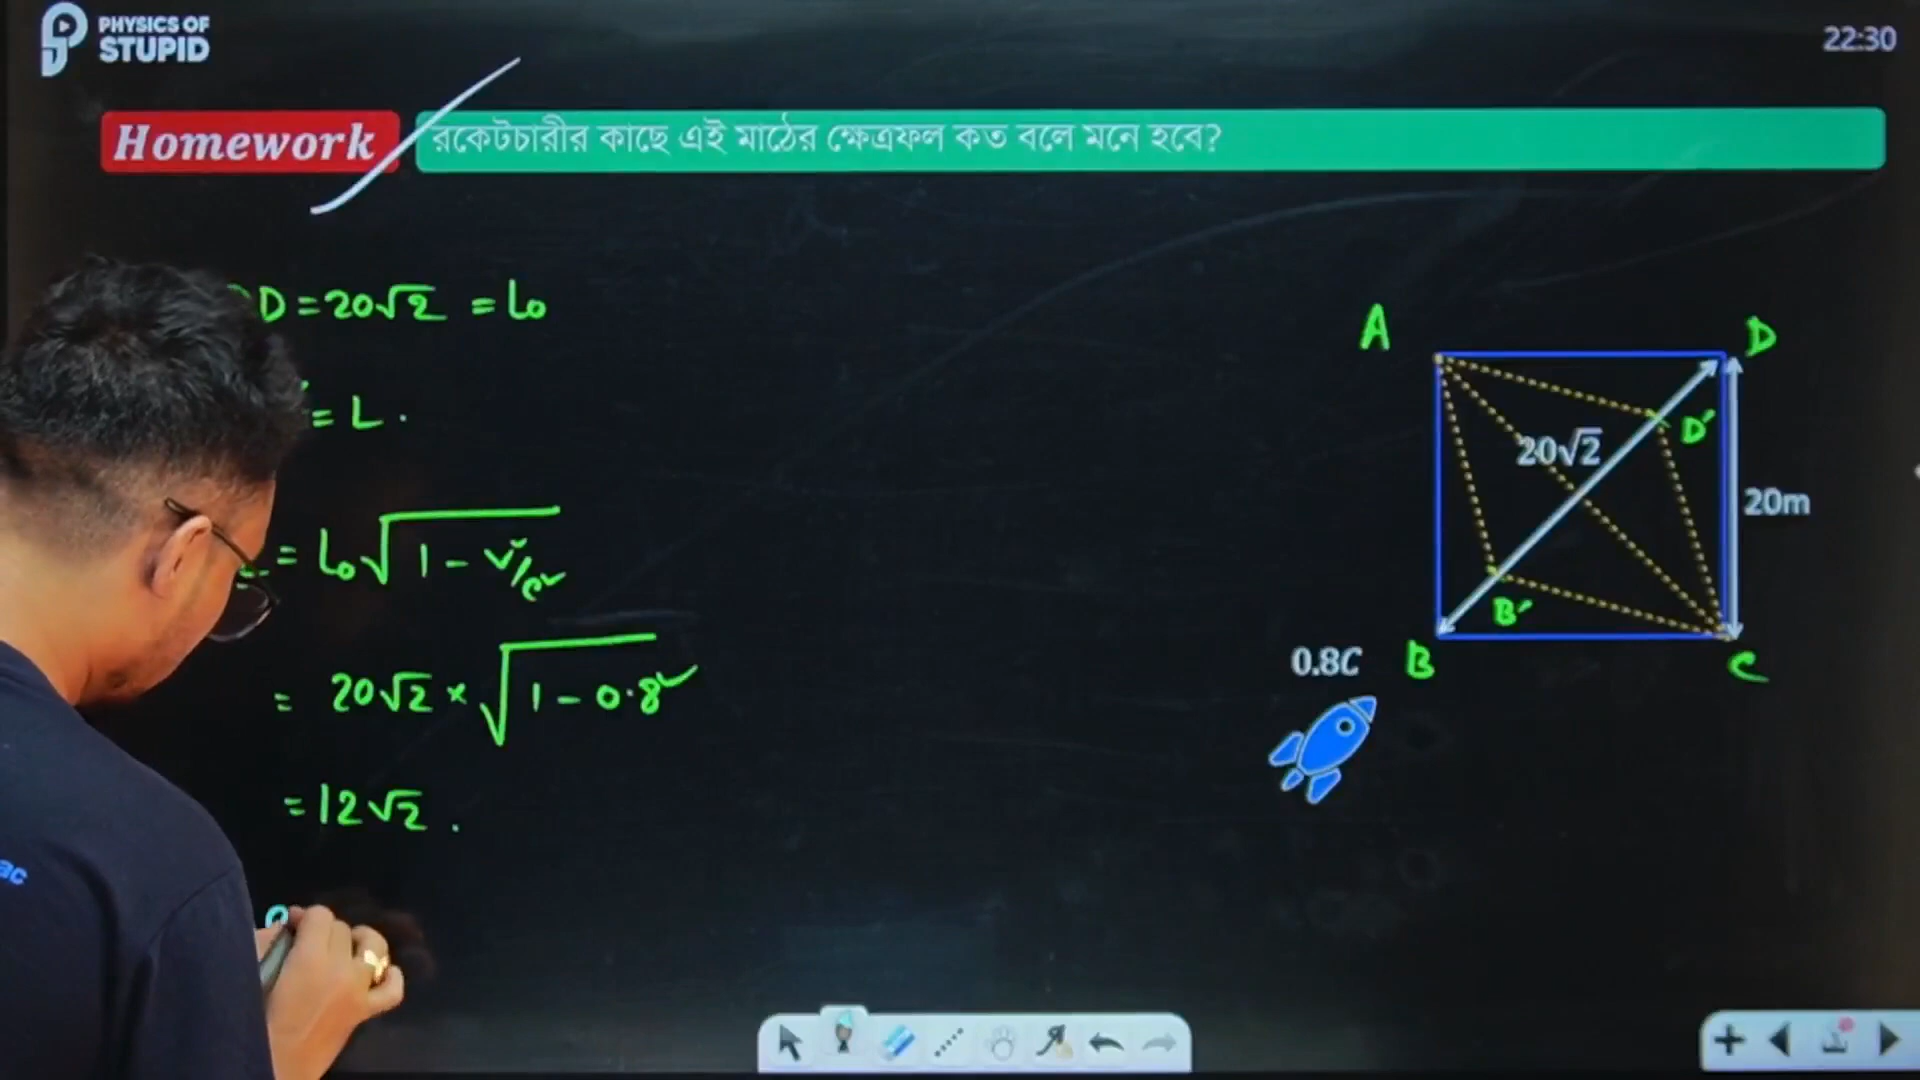 PHYSICS OF
STUPID
22:30
Homework
রকেটচারীর কাছে এই মাঠের ক্ষেত্রফল কত বলে মনে হবে?
D = 20√2 = L₀
= L .
= L₀√(1 - v²/c²)
= 20√2 × √(1 - 0.8²)
= 12√2 .
A
D
20√2
D′
20m
B′
0.8C
B
C
ac